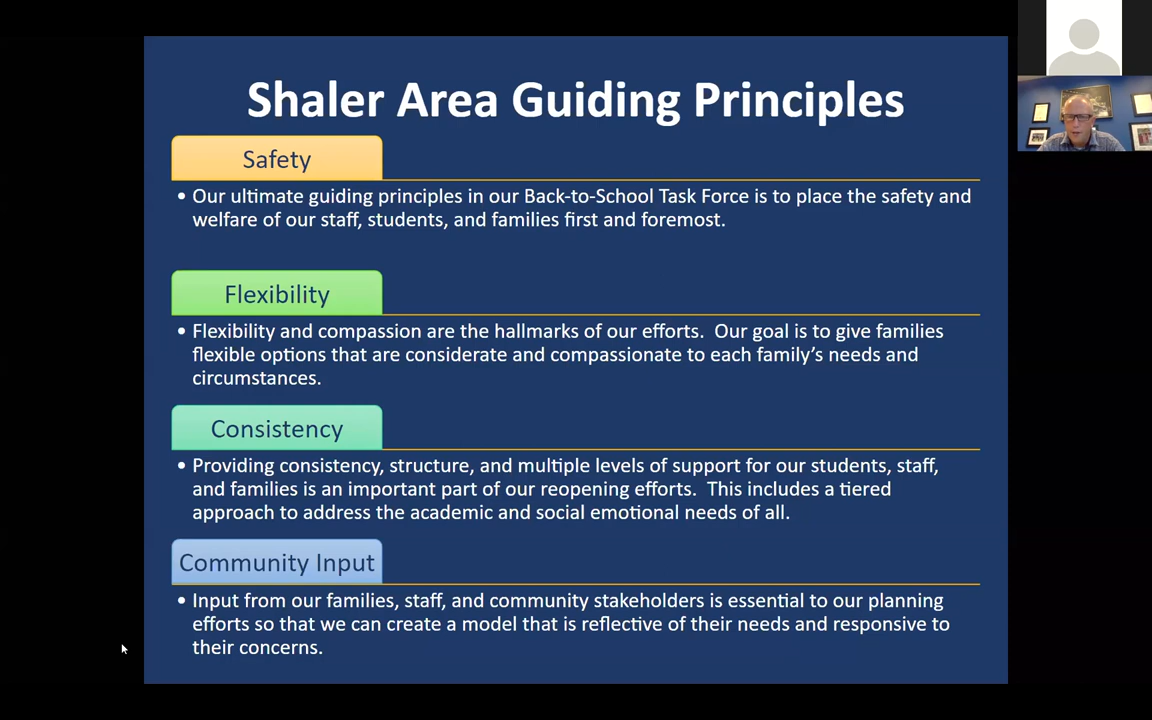 Shaler Area Guiding Principles
Safety
• Our ultimate guiding principles in our Back-to-School Task Force is to place the safety and
welfare of our staff, students, and families first and foremost.
Flexibility
• Flexibility and compassion are the hallmarks of our efforts.  Our goal is to give families
flexible options that are considerate and compassionate to each family’s needs and
circumstances.
Consistency
• Providing consistency, structure, and multiple levels of support for our students, staff,
and families is an important part of our reopening efforts.  This includes a tiered
approach to address the academic and social emotional needs of all.
Community Input
• Input from our families, staff, and community stakeholders is essential to our planning
efforts so that we can create a model that is reflective of their needs and responsive to
their concerns.